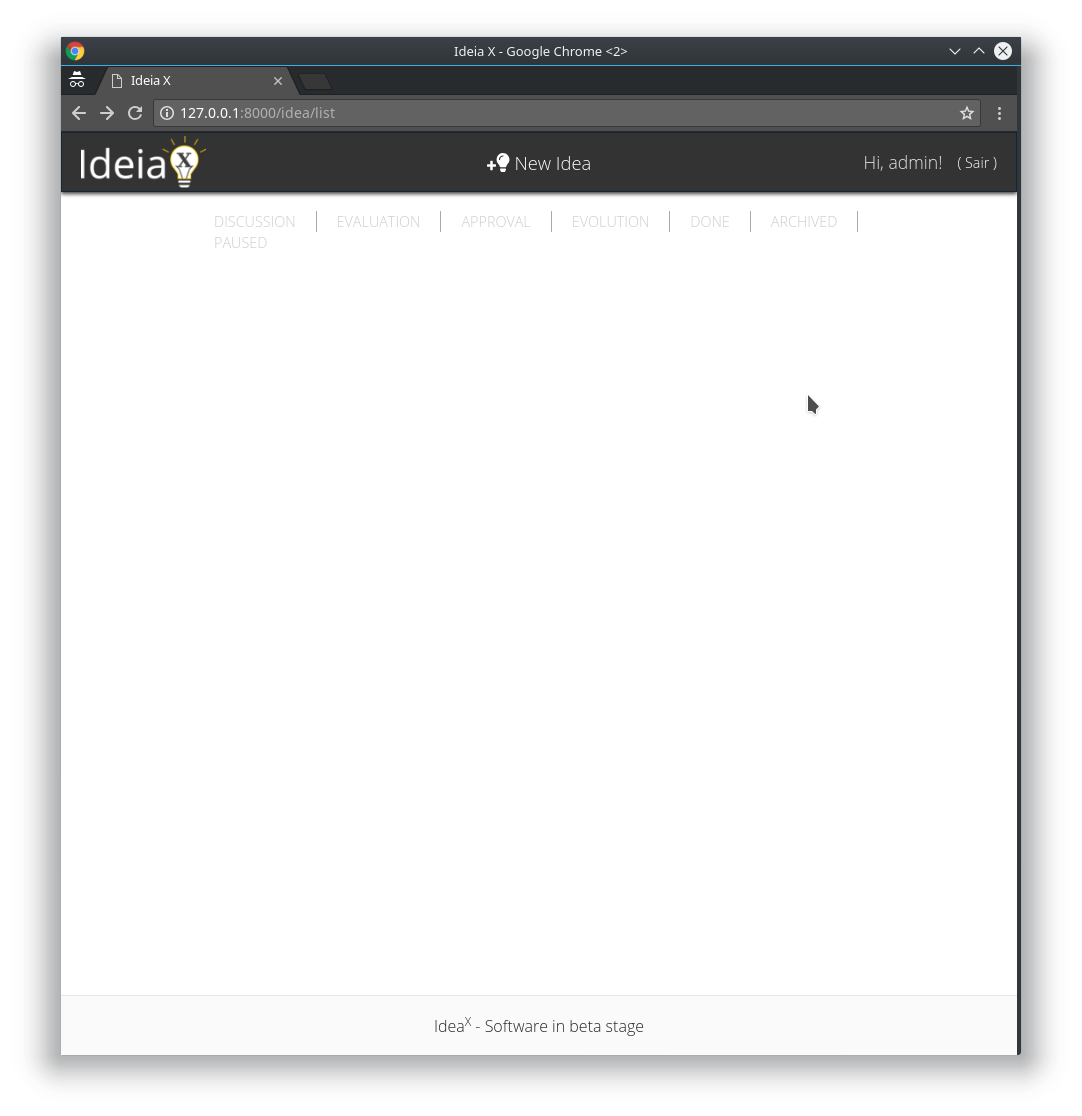 Ideia X - Google Chrome <2>
Ideia X
127.0.0.1:8000/idea/list
Ideia X
New Idea
Hi, admin! ( Sair )
DISCUSSION EVALUATION APPROVAL EVOLUTION DONE ARCHIVED
PAUSED
IdeaX - Software in beta stage